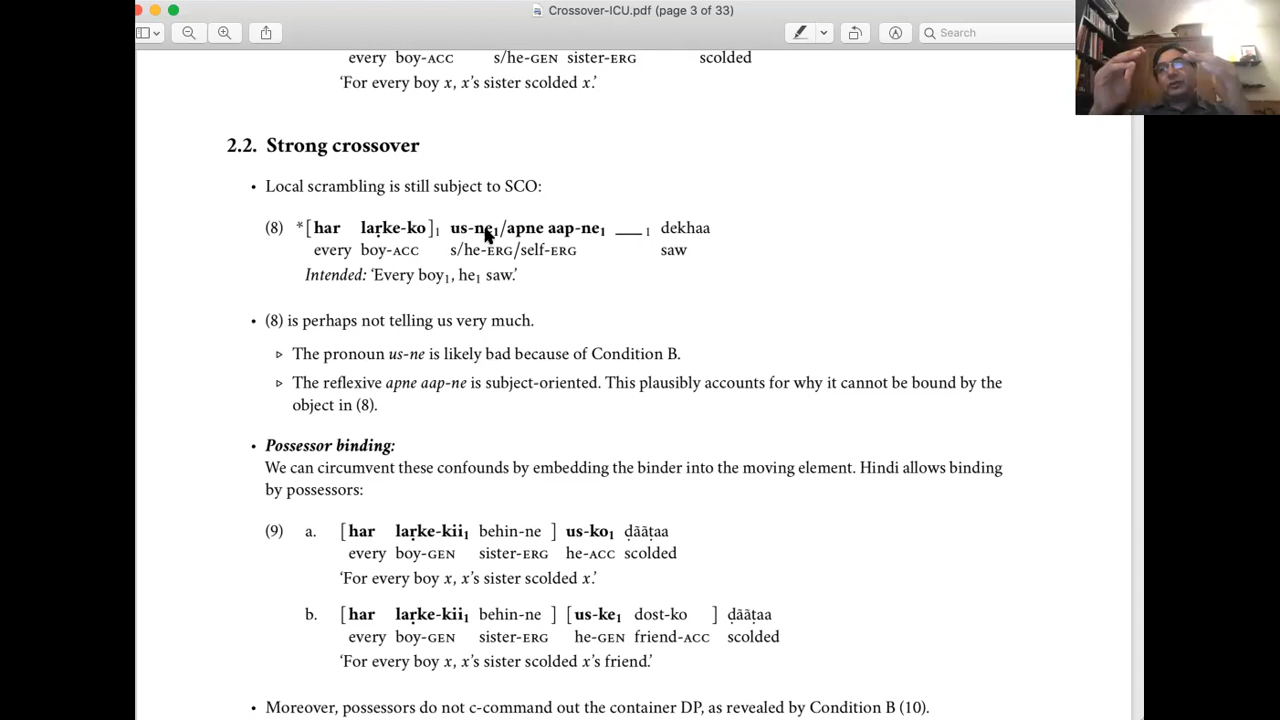 Crossover-ICU.pdf (page 3 of 33)
Search
every boy-ACC s/he-GEN sister-ERG scolded
‘For every boy x, x’s sister scolded x.’
2.2. Strong crossover
• Local scrambling is still subject to SCO:
(8) *[ har laṛke-ko ]₁ us-ne₁/apne aap-ne₁ ___ ₁ dekhaa
every boy-ACC s/he-ERG/self-ERG saw
Intended: ‘Every boy₁, he₁ saw.’
• (8) is perhaps not telling us very much.
▹ The pronoun us-ne is likely bad because of Condition B.
▹ The reflexive apne aap-ne is subject-oriented. This plausibly accounts for why it cannot be bound by the
object in (8).
• Possessor binding:
We can circumvent these confounds by embedding the binder into the moving element. Hindi allows binding
by possessors:
(9) a. [ har laṛke-kii₁ behin-ne ] us-ko₁ ḍāāṭaa
every boy-GEN sister-ERG he-ACC scolded
‘For every boy x, x’s sister scolded x.’
b. [ har laṛke-kii₁ behin-ne ] [ us-ke₁ dost-ko ] ḍāāṭaa
every boy-GEN sister-ERG he-GEN friend-ACC scolded
‘For every boy x, x’s sister scolded x’s friend.’
• Moreover, possessors do not c-command out the container DP, as revealed by Condition B (10).